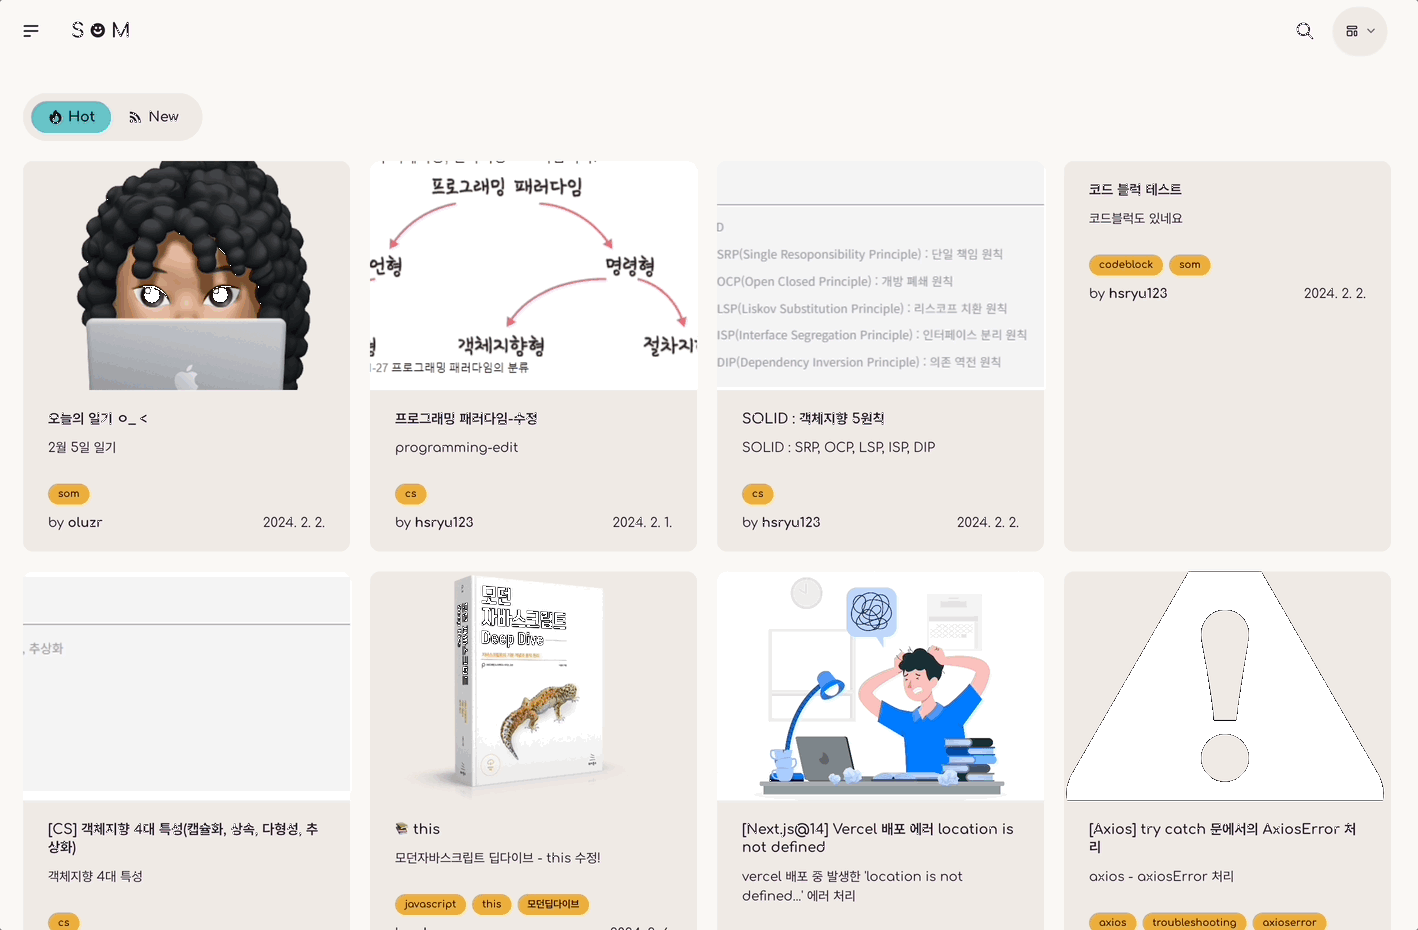 S M
Hot
New
프로그래밍 패러다임
언형
명령형
객체지향형
절차지
1-27 프로그래밍 패러다임의 분류
D
SRP(Single Resoponsibility Principle) : 단일 책임 원칙
OCP(Open Closed Principle) : 개방 폐쇄 원칙
LSP(Liskov Substitution Principle) : 리스코프 치환 원칙
ISP(Interface Segregation Principle) : 인터페이스 분리 원칙
DIP(Dependency Inversion Principle) : 의존 역전 원칙
코드 블럭 테스트
코드블럭도 있네요
codeblock som
by hsryu123 2024. 2. 2.
오늘의 일기 ㅇ_ <
2월 5일 일기
som
by oluzr 2024. 2. 2.
프로그래밍 패러다임-수정
programming-edit
cs
by hsryu123 2024. 2. 1.
SOLID : 객체지향 5원칙
SOLID : SRP, OCP, LSP, ISP, DIP
cs
by hsryu123 2024. 2. 2.
, 추상화
모던
자바스크립트
Deep Dive
[CS] 객체지향 4대 특성(캡슐화, 상속, 다형성, 추
상화)
객체지향 4대 특성
cs
📚 this
모던자바스크립트 딥다이브 - this 수정!
javascript this 모던딥다이브
[Next.js@14] Vercel 배포 에러 location is
not defined
vercel 배포 중 발생한 'location is not
defined...' 에러 처리
[Axios] try catch 문에서의 AxiosError 처
리
axios - axiosError 처리
axios troubleshooting axioserror